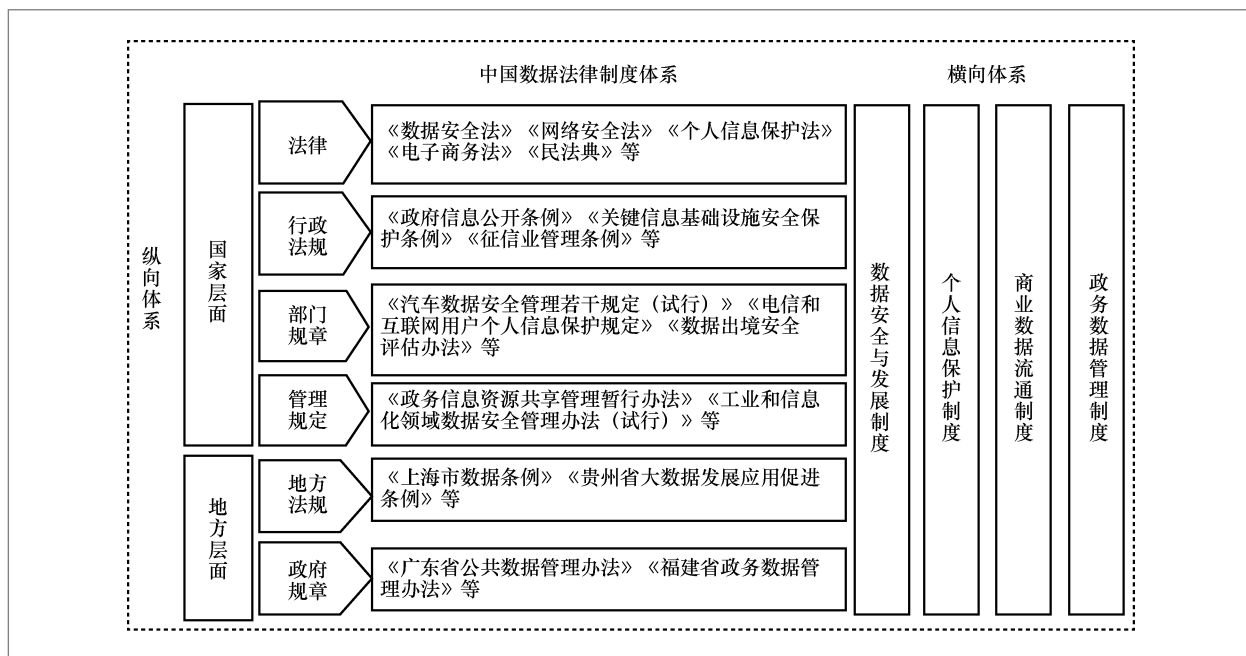 中国数据法律制度体系
横向体系
纵向体系
国家层面
法律
《数据安全法》《网络安全法》《个人信息保护法》
《电子商务法》《民法典》等
行政
法规
《政府信息公开条例》《关键信息基础设施安全保
护条例》《征信业管理条例》等
部门
规章
《汽车数据安全管理若干规定（试行）》《电信和
互联网用户个人信息保护规定》《数据出境安全
评估办法》等
管理
规定
《政务信息资源共享管理暂行办法》《工业和信息
化领域数据安全管理办法（试行）》等
地方层面
地方
法规
《上海市数据条例》《贵州省大数据发展应用促进
条例》等
政府
规章
《广东省公共数据管理办法》《福建省政务数据管
理办法》等
数据安全与发展制度
个人信息保护制度
商业数据流通制度
政务数据管理制度